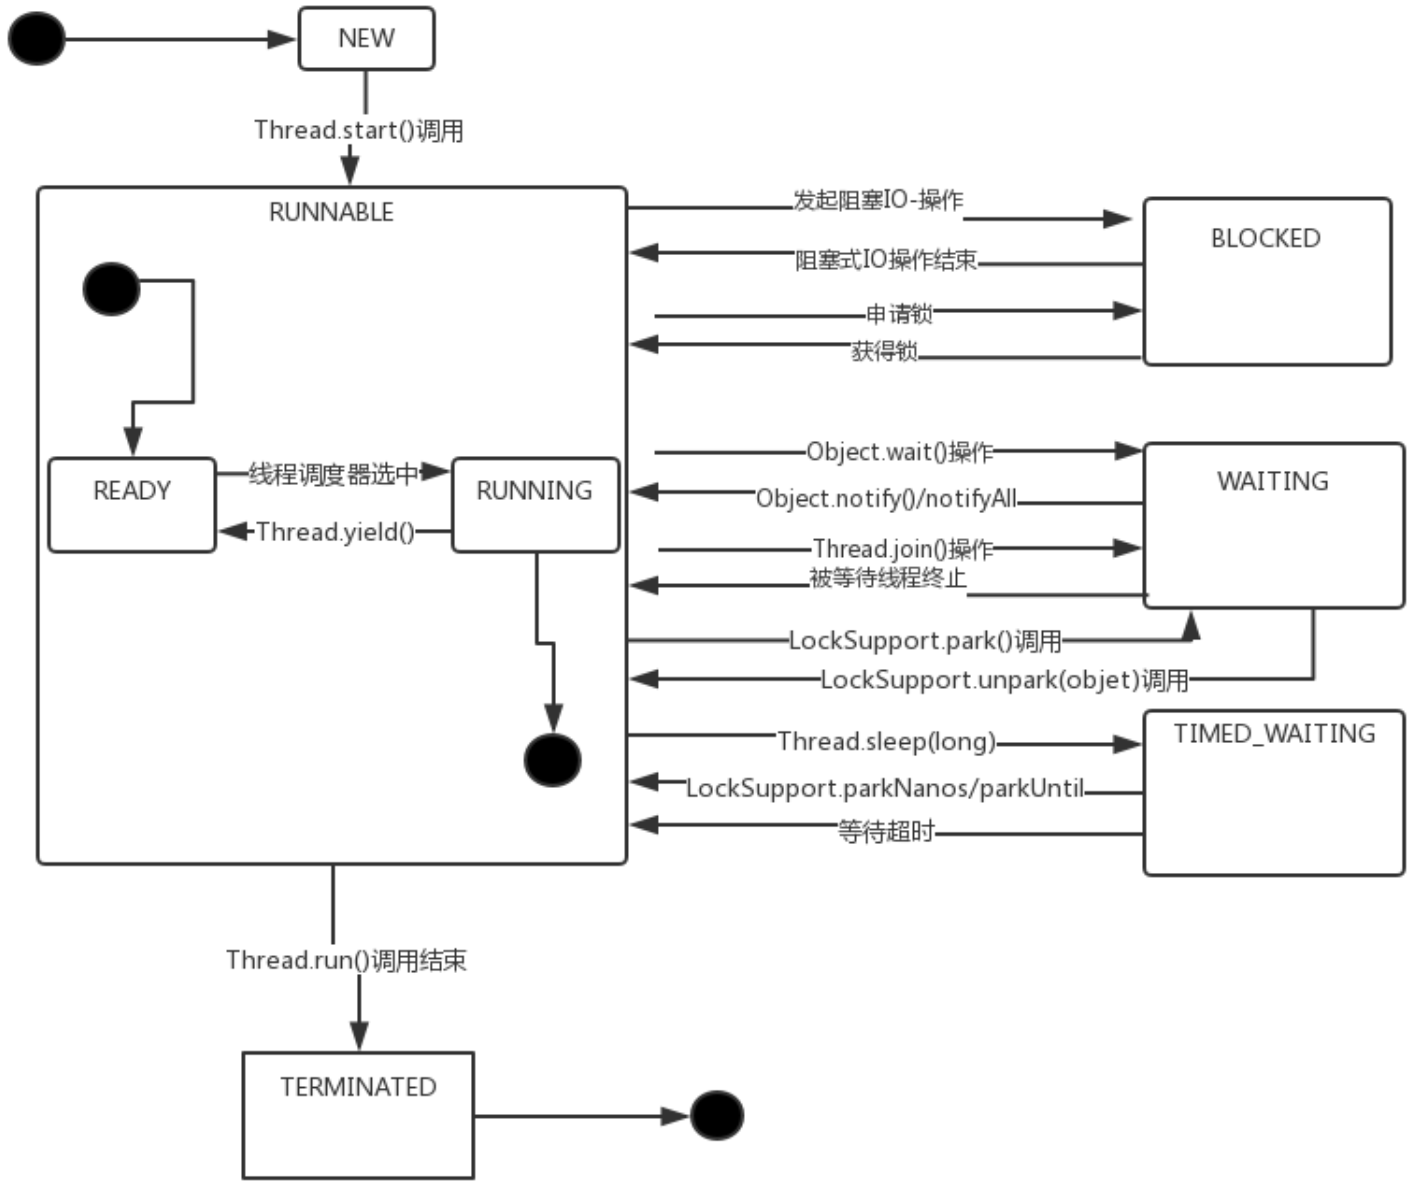 NEW
Thread.start()调用
RUNNABLE
发起阻塞IO-操作
BLOCKED
阻塞式IO操作结束
申请锁
获得锁
READY
线程调度器选中
RUNNING
Thread.yield()
Object.wait()操作
WAITING
Object.notify()/notifyAll
Thread.join()操作
被等待线程终止
LockSupport.park()调用
LockSupport.unpark(objet)调用
Thread.sleep(long)
TIMED_WAITING
LockSupport.parkNanos/parkUntil
等待超时
Thread.run()调用结束
TERMINATED